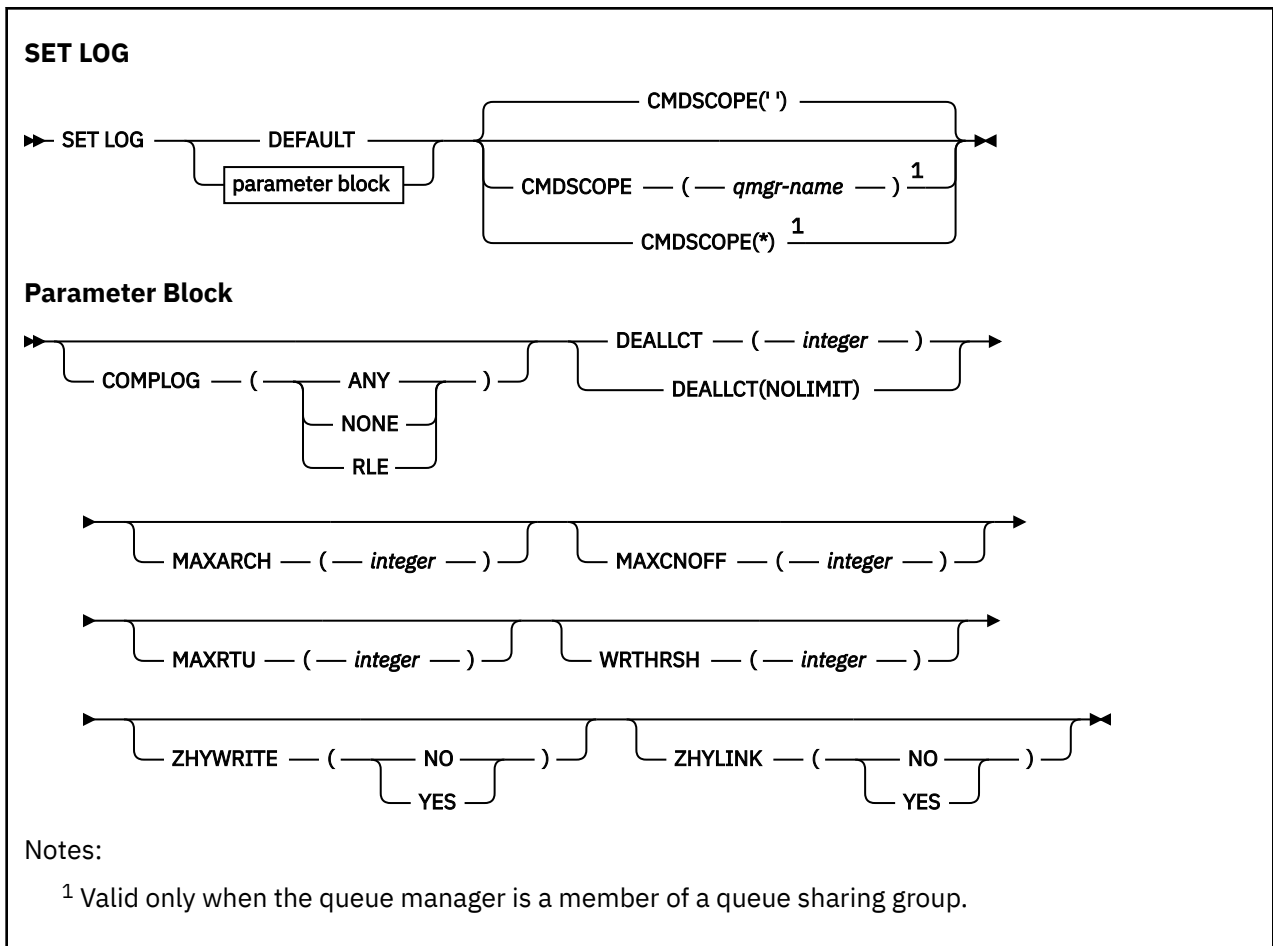 SET LOG
CMDSCOPE(' ')
SET LOG DEFAULT
parameter block
CMDSCOPE ( qmgr-name ) 1
CMDSCOPE(*) 1
Parameter Block
DEALLCT ( integer )
COMPLOG ( ANY ) DEALLCT(NOLIMIT)
NONE
RLE
MAXARCH ( integer ) MAXCNOFF ( integer )
MAXRTU ( integer ) WRTHRSH ( integer )
ZHYWRITE ( NO ) ZHYLINK ( NO )
YES YES
Notes:
1 Valid only when the queue manager is a member of a queue sharing group.